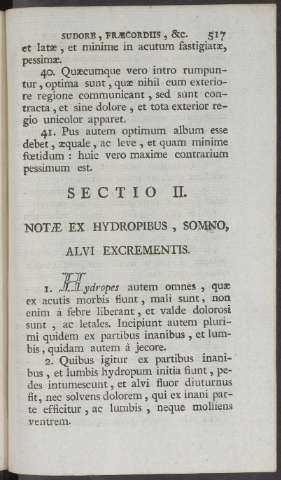 SUDORE, PRÆCORDIIS, &c. 517
et latæ, et minime in acutum fastigiatæ,
pessimæ.
40. Quæcumque vero intro rumpun-
tur, optima sunt, quæ nihil cum exterio-
re regione communicant, sed sunt con-
tracta, et sine dolore, et tota exterior re-
gio unicolor apparet.
41. Pus autem optimum album esse
debet, æquale, ac leve, et quam minime
fœtidum: huic vero maxime contrarium
pessimum est.
SECTIO II.
NOTÆ EX HYDROPIBUS, SOMNO,
ALVI EXCREMENTIS.
1. Hydropes autem omnes, quæ
ex acutis morbis fiunt, mali sunt, non
enim á febre liberant, et valde dolorosi
sunt, ac letales. Incipiunt autem pluri-
mi quidem ex partibus inanibus, et lum-
bis, quidam autem á jecore.
2. Quibus igitur ex partibus inani-
bus, et lumbis hydropum initia fiunt, pe-
des intumescunt, et alvi fluor diuturnus
fit, nec solvens dolorem, qui ex inani par-
te efficitur, ac lumbis, neque molliens
ventrem.